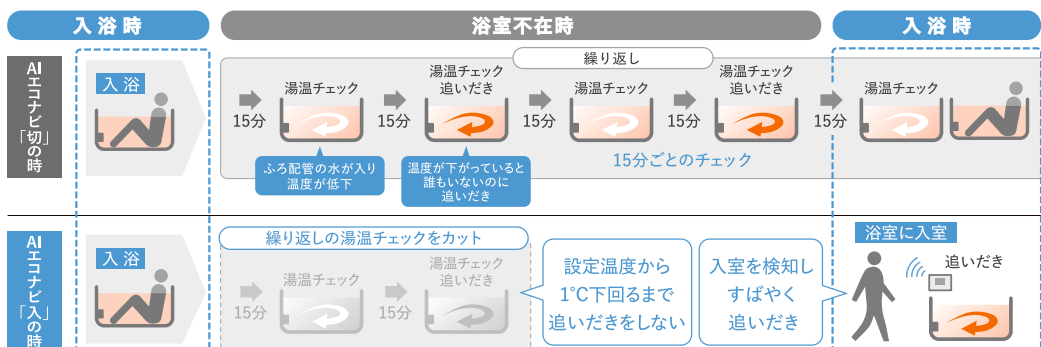 入浴時
浴室不在時
入浴時
AIエコナビ「切」の時
入浴
繰り返し
15分
湯温チェック
15分
湯温チェック
追いだき
15分
湯温チェック
15分
湯温チェック
追いだき
15分
湯温チェック
ふろ配管の水が入り
温度が低下
温度が下がっていると
誰もいないのに
追いだき
15分ごとのチェック
AIエコナビ「入」の時
入浴
繰り返しの湯温チェックをカット
15分
湯温チェック
15分
湯温チェック
追いだき
設定温度から
1℃下回るまで
追いだきをしない
入室を検知し
すばやく
追いだき
浴室に入室
追いだき